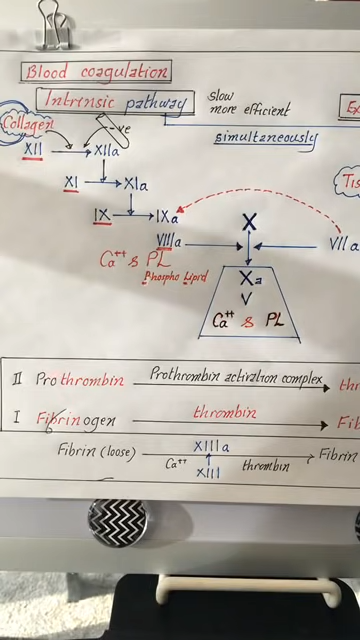 Blood coagulation
Intrinsic pathway
Slow
more efficient
simultaneously
Collagen
-ve
XII XIIa
XI XIa
IX IXa
VIIIa
X
VIIa
Ca++ & PL
Phospho Lipid
Xa
V
Ca++ & PL
II Prothrombin Prothrombin activation complex thr
I Fibrinogen thrombin Fib
Fibrin (loose) XIIIa Fibrin
Ca++ XIII thrombin